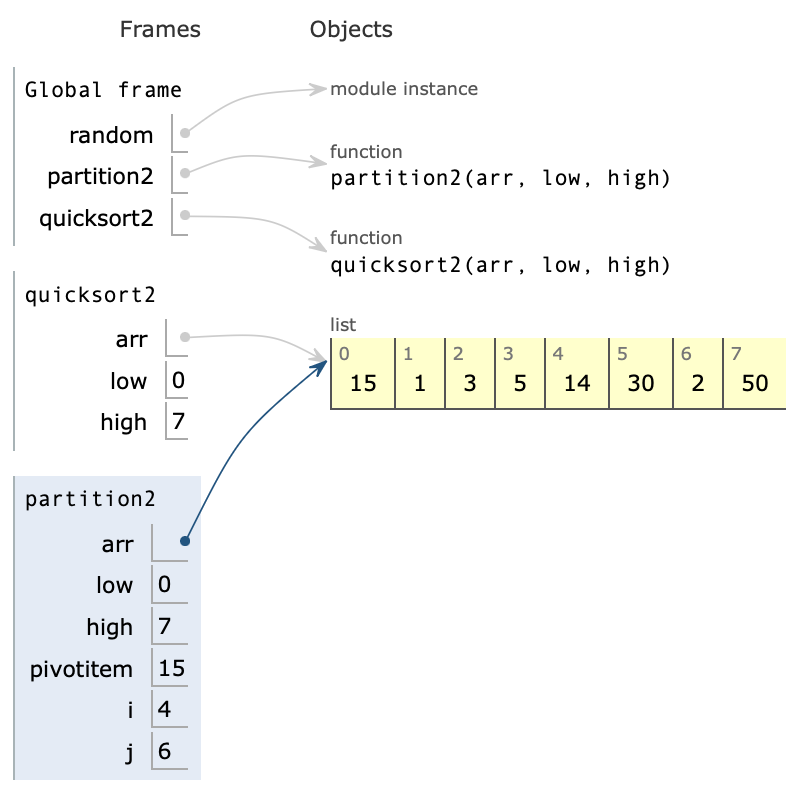 Frames Objects
Global frame
random
partition2
quicksort2
module instance
function
partition2(arr, low, high)
function
quicksort2(arr, low, high)
quicksort2
arr
low 0
high 7
list
0 1 2 3 4 5 6 7
15 1 3 5 14 30 2 50
partition2
arr
low 0
high 7
pivotitem 15
i 4
j 6